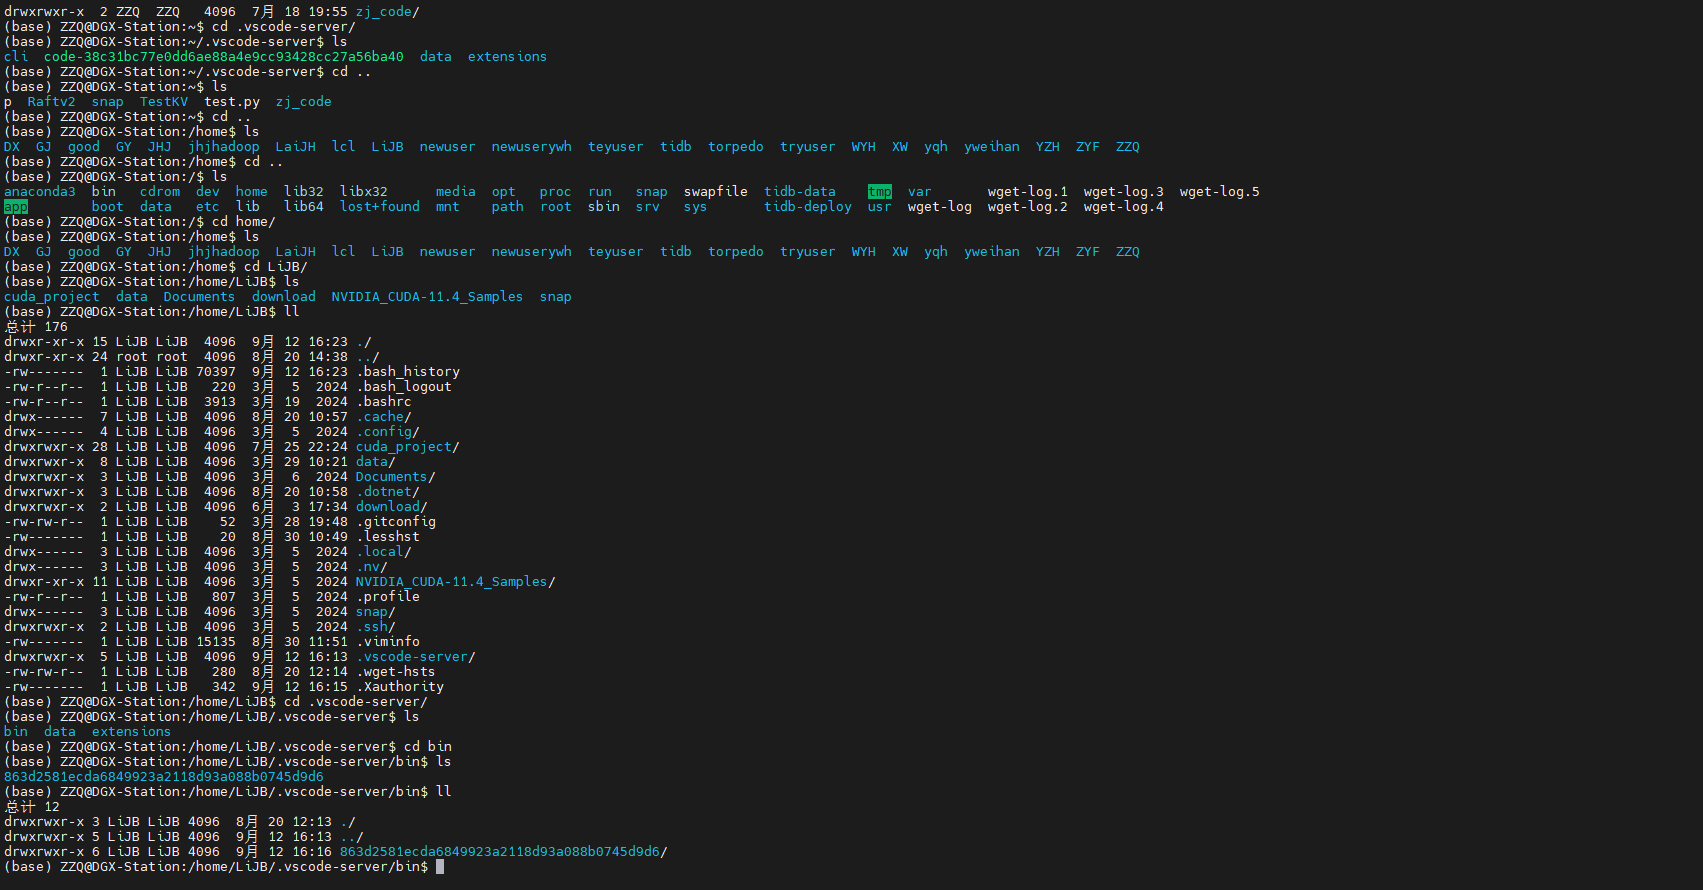 drwxrwxr-x  2 ZZQ  ZZQ   4096  7月 18 19:55 zj_code/
(base) ZZQ@DGX-Station:~$ cd .vscode-server/
(base) ZZQ@DGX-Station:~/.vscode-server$ ls
cli  code-38c31bc77e0dd6ae88a4e9cc93428cc27a56ba40  data  extensions
(base) ZZQ@DGX-Station:~/.vscode-server$ cd ..
(base) ZZQ@DGX-Station:~$ ls
p  Raftv2  snap  TestKV  test.py  zj_code
(base) ZZQ@DGX-Station:~$ cd ..
(base) ZZQ@DGX-Station:/home$ ls
DX  GJ  good  GY  JHJ  jhjhadoop  LaiJH  lcl  LiJB  newuser  newuserywh  teyuser  tidb  torpedo  tryuser  WYH  XW  yqh  yweihan  YZH  ZYF  ZZQ
(base) ZZQ@DGX-Station:/home$ cd ..
(base) ZZQ@DGX-Station:/$ ls
anaconda3  bin   cdrom  dev  home  lib32  libx32      media  opt   proc  run   snap  swapfile  tidb-data    tmp  var       wget-log.1  wget-log.3  wget-log.5
app        boot  data   etc  lib   lib64  lost+found  mnt    path  root  sbin  srv   sys       tidb-deploy  usr  wget-log  wget-log.2  wget-log.4
(base) ZZQ@DGX-Station:/$ cd home/
(base) ZZQ@DGX-Station:/home$ ls
DX  GJ  good  GY  JHJ  jhjhadoop  LaiJH  lcl  LiJB  newuser  newuserywh  teyuser  tidb  torpedo  tryuser  WYH  XW  yqh  yweihan  YZH  ZYF  ZZQ
(base) ZZQ@DGX-Station:/home$ cd LiJB/
(base) ZZQ@DGX-Station:/home/LiJB$ ls
cuda_project  data  Documents  download  NVIDIA_CUDA-11.4_Samples  snap
(base) ZZQ@DGX-Station:/home/LiJB$ ll
总计 176
drwxr-xr-x 15 LiJB LiJB  4096  9月 12 16:23 ./
drwxr-xr-x 24 root root  4096  8月 20 14:38 ../
-rw-------  1 LiJB LiJB 70397  9月 12 16:23 .bash_history
-rw-r--r--  1 LiJB LiJB   220  3月  5  2024 .bash_logout
-rw-r--r--  1 LiJB LiJB  3913  3月 19  2024 .bashrc
drwx------  7 LiJB LiJB  4096  8月 20 10:57 .cache/
drwx------  4 LiJB LiJB  4096  3月  5  2024 .config/
drwxrwxr-x 28 LiJB LiJB  4096  7月 25 22:24 cuda_project/
drwxrwxr-x  8 LiJB LiJB  4096  3月 29 10:21 data/
drwxrwxr-x  3 LiJB LiJB  4096  3月  6  2024 Documents/
drwxrwxr-x  3 LiJB LiJB  4096  8月 20 10:58 .dotnet/
drwxrwxr-x  2 LiJB LiJB  4096  6月  3 17:34 download/
-rw-rw-r--  1 LiJB LiJB    52  3月 28 19:48 .gitconfig
-rw-------  1 LiJB LiJB    20  8月 30 10:49 .lesshst
drwx------  3 LiJB LiJB  4096  3月  5  2024 .local/
drwx------  3 LiJB LiJB  4096  3月  5  2024 .nv/
drwxr-xr-x 11 LiJB LiJB  4096  3月  5  2024 NVIDIA_CUDA-11.4_Samples/
-rw-r--r--  1 LiJB LiJB   807  3月  5  2024 .profile
drwx------  3 LiJB LiJB  4096  3月  5  2024 snap/
drwxrwxr-x  2 LiJB LiJB  4096  3月  5  2024 .ssh/
-rw-------  1 LiJB LiJB 15135  8月 30 11:51 .viminfo
drwxrwxr-x  5 LiJB LiJB  4096  9月 12 16:13 .vscode-server/
-rw-rw-r--  1 LiJB LiJB   280  8月 20 12:14 .wget-hsts
-rw-------  1 LiJB LiJB   342  9月 12 16:15 .Xauthority
(base) ZZQ@DGX-Station:/home/LiJB$ cd .vscode-server/
(base) ZZQ@DGX-Station:/home/LiJB/.vscode-server$ ls
bin  data  extensions
(base) ZZQ@DGX-Station:/home/LiJB/.vscode-server$ cd bin
(base) ZZQ@DGX-Station:/home/LiJB/.vscode-server/bin$ ls
863d2581ecda6849923a2118d93a088b0745d9d6
(base) ZZQ@DGX-Station:/home/LiJB/.vscode-server/bin$ ll
总计 12
drwxrwxr-x 3 LiJB LiJB 4096  8月 20 12:13 ./
drwxrwxr-x 5 LiJB LiJB 4096  9月 12 16:13 ../
drwxrwxr-x 6 LiJB LiJB 4096  9月 12 16:16 863d2581ecda6849923a2118d93a088b0745d9d6/
(base) ZZQ@DGX-Station:/home/LiJB/.vscode-server/bin$